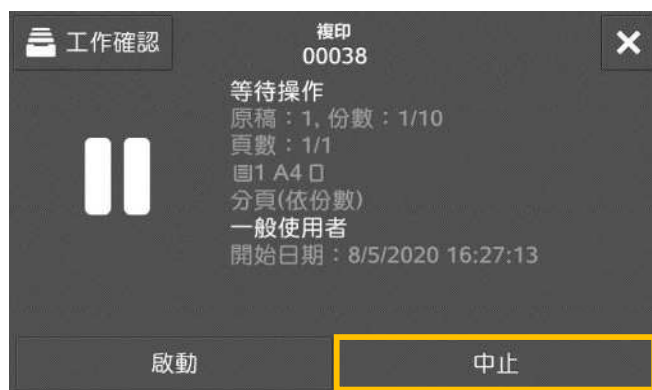 工作確認
複印
00038
等待操作
原稿：1, 份數：1/10
頁數：1/1
1 A4
分頁(依份數)
一般使用者
開始日期：8/5/2020 16:27:13
啟動
中止